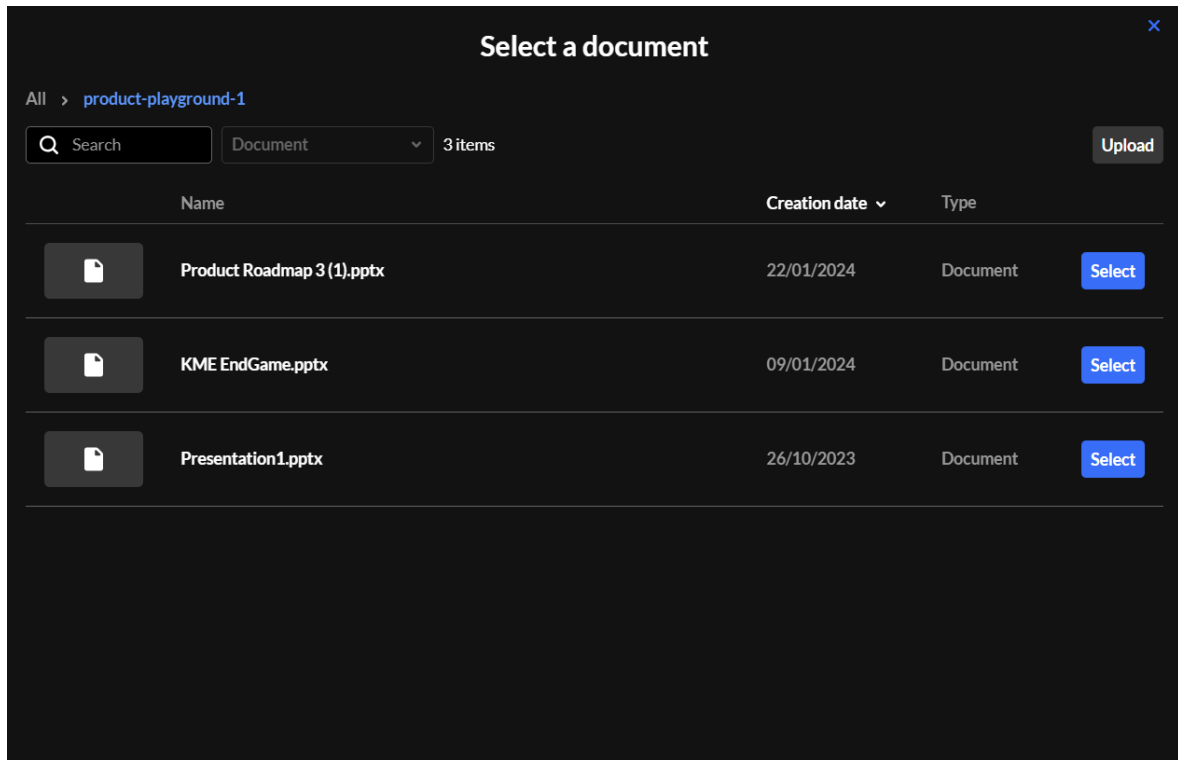 Select a document
All > product-playground-1
Search Document 3 items Upload
Name Creation date Type
Product Roadmap 3 (1).pptx 22/01/2024 Document Select
KME EndGame.pptx 09/01/2024 Document Select
Presentation1.pptx 26/10/2023 Document Select